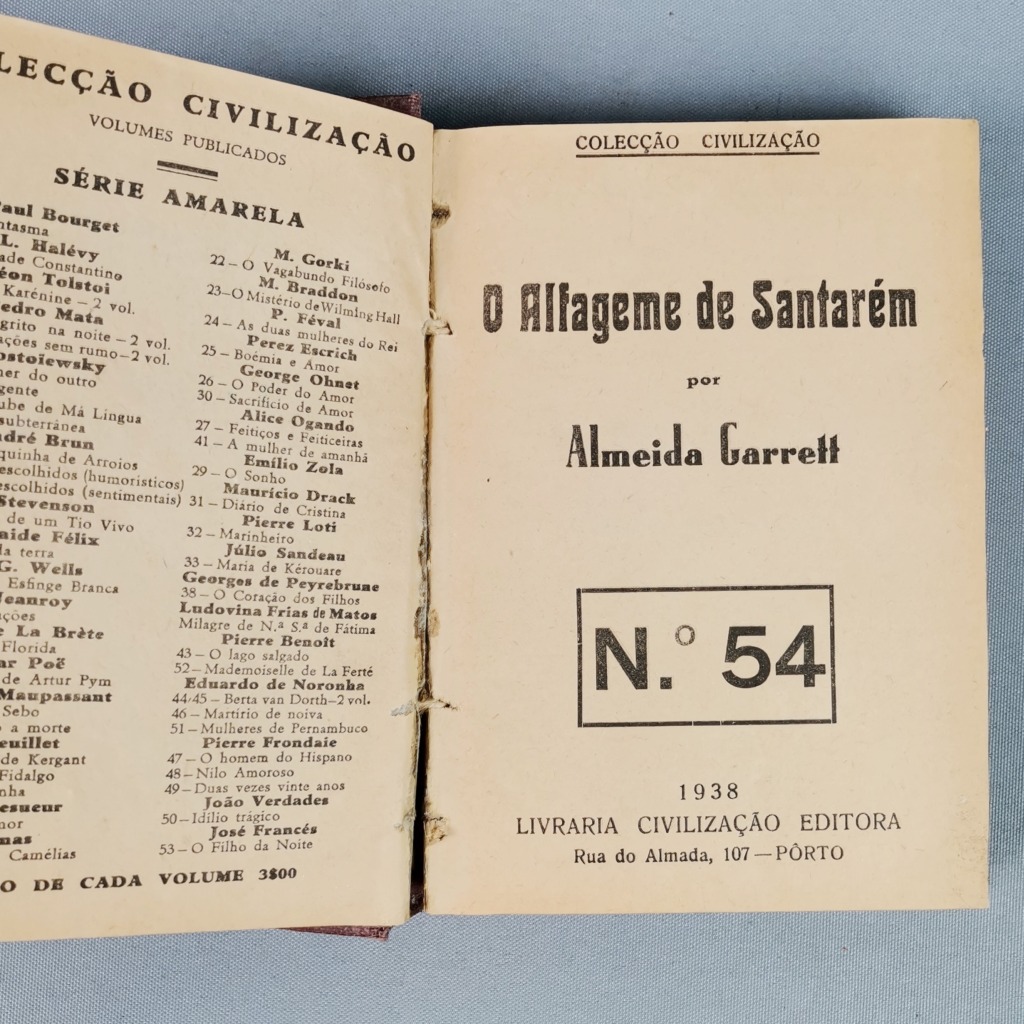 LECÇÃO CIVILIZAÇÃO
VOLUMES PUBLICADOS
SÉRIE AMARELA
Paul Bourget
ntasma
L. Halévy
ade Constantino
éon Tolstoi
Karénine — 2 vol.
edro Mata
grito na noite — 2 vol.
ações sem rumo — 2 vol.
ostoiewsky
her do outro
gente
ube de Má Lingua
subterrânea
ndré Brun
quinha de Arroios
escolhidos (humoristicos)
escolhidos (sentimentais)
Stevenson
de um Tio Vivo
aide Félix
da terra
G. Wells
Esfinge Branca
Jeanroy
ções
e La Brète
Florida
ar Poë
de Artur Pym
Maupassant
Sebo
o a morte
euillet
de Kergant
Fidalgo
nha
esueur
mor
mas
Camélias
M. Gorki
22 — O Vagabundo Filósofo
M. Braddon
23 — O Mistério de Wilming Hall
P. Féval
24 — As duas mulheres do Rei
Perez Escrich
25 — Boémia e Amor
George Ohnet
26 — O Poder do Amor
30 — Sacrifício de Amor
Alice Ogando
27 — Feitiços e Feiticeiras
41 — A mulher de amanhã
Emílio Zola
29 — O Sonho
Maurício Drack
31 — Diário de Cristina
Pierre Loti
32 — Marinheiro
Júlio Sandeau
33 — Maria de Kérouare
Georges de Peyrebrune
38 — O Coração dos Filhos
Ludovina Frias de Matos
Milagre de N.ª S.ª de Fátima
Pierre Benoît
43 — O lago salgado
52 — Mademoiselle de La Ferté
Eduardo de Noronha
44/45 — Berta van Dorth — 2 vol.
46 — Martírio de noiva
51 — Mulheres de Pernambuco
Pierre Frondaie
47 — O homem do Hispano
48 — Nilo Amoroso
49 — Duas vezes vinte anos
João Verdades
50 — Idílio trágico
José Francés
53 — O Filho da Noite
O DE CADA VOLUME 3$00
COLECÇÃO CIVILIZAÇÃO
O Alfageme de Santarém
por
Almeida Garrett
N.º 54
1938
LIVRARIA CIVILIZAÇÃO EDITORA
Rua do Almada, 107 — PÔRTO